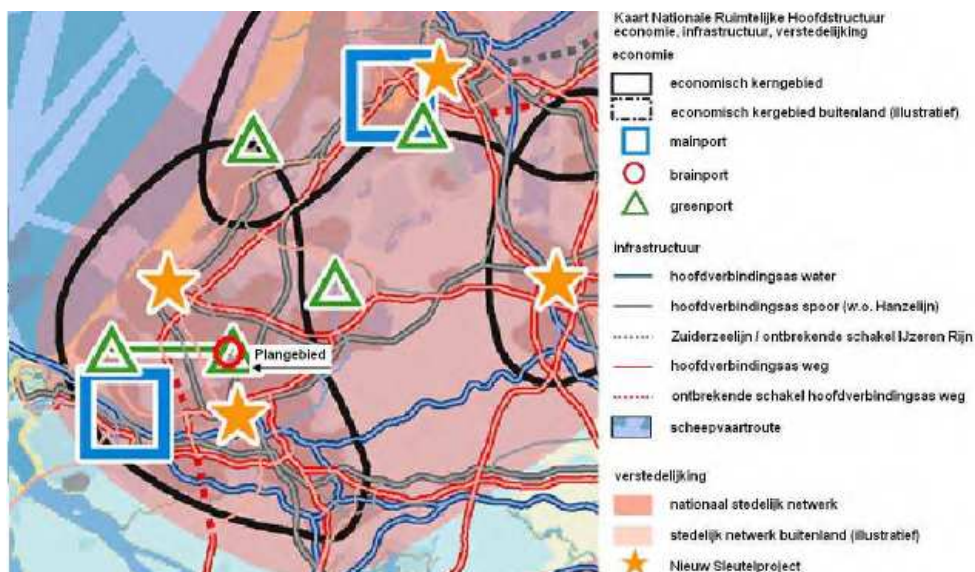 Kaart Nationale Ruimtelijke Hoofdstructuur
economie, infrastructuur, verstedelijking
economie
economisch kerngebied
economisch kergebied buitenland (illustratief)
mainport
brainport
greenport
infrastructuur
hoofdverbindingsas water
hoofdverbindingsas spoor (w.o. Hanzelijn)
Zuiderzeelijn / ontbrekende schakel IJzeren Rijn
hoofdverbindingsas weg
ontbrekende schakel hoofdverbindingsas weg
scheepvaartroute
verstedelijking
nationaal stedelijk netwerk
stedelijk netwerk buitenland (illustratief)
Nieuw Sleutelproject
Plangebied